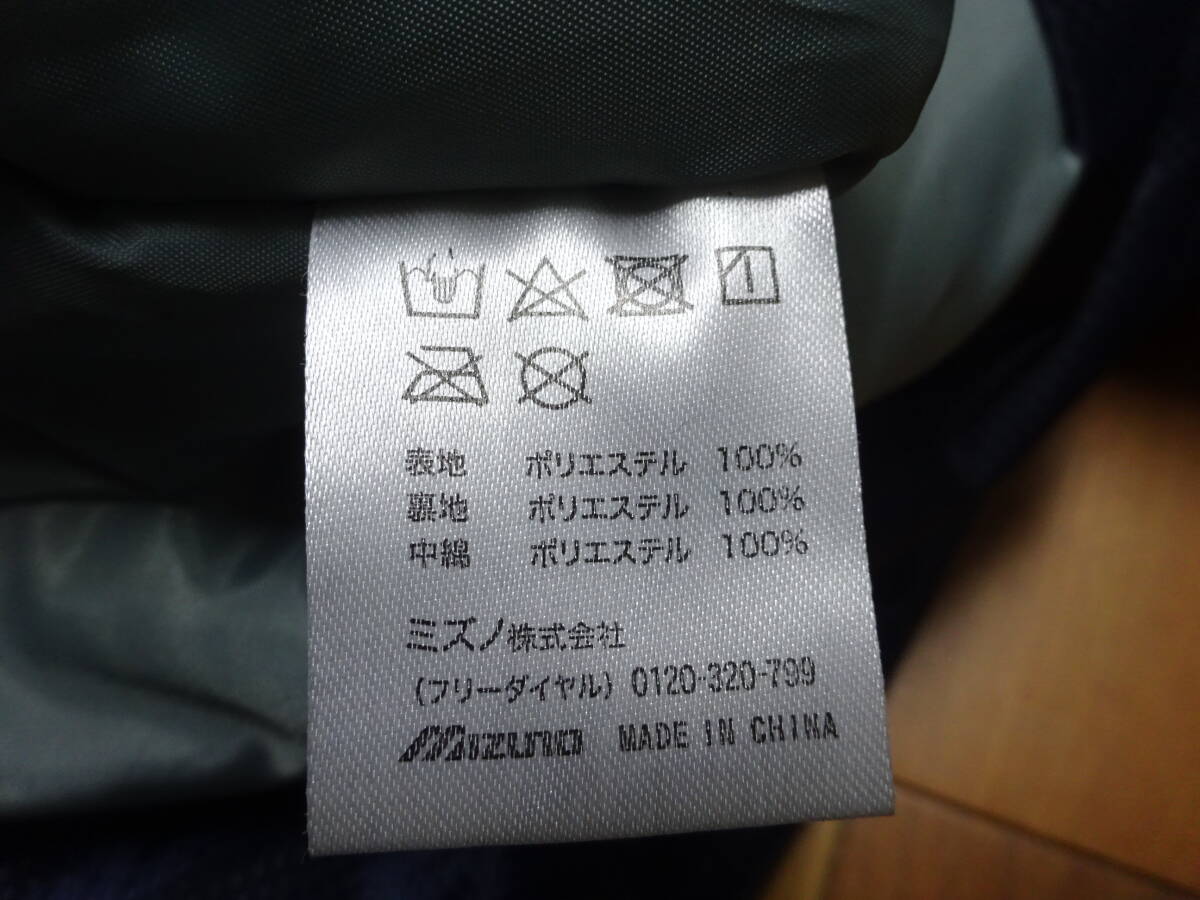 表地 ポリエステル 100%
裏地 ポリエステル 100%
中綿 ポリエステル 100%
ミズノ株式会社
(フリーダイヤル) 0120-320-799
Mizuno MADE IN CHINA